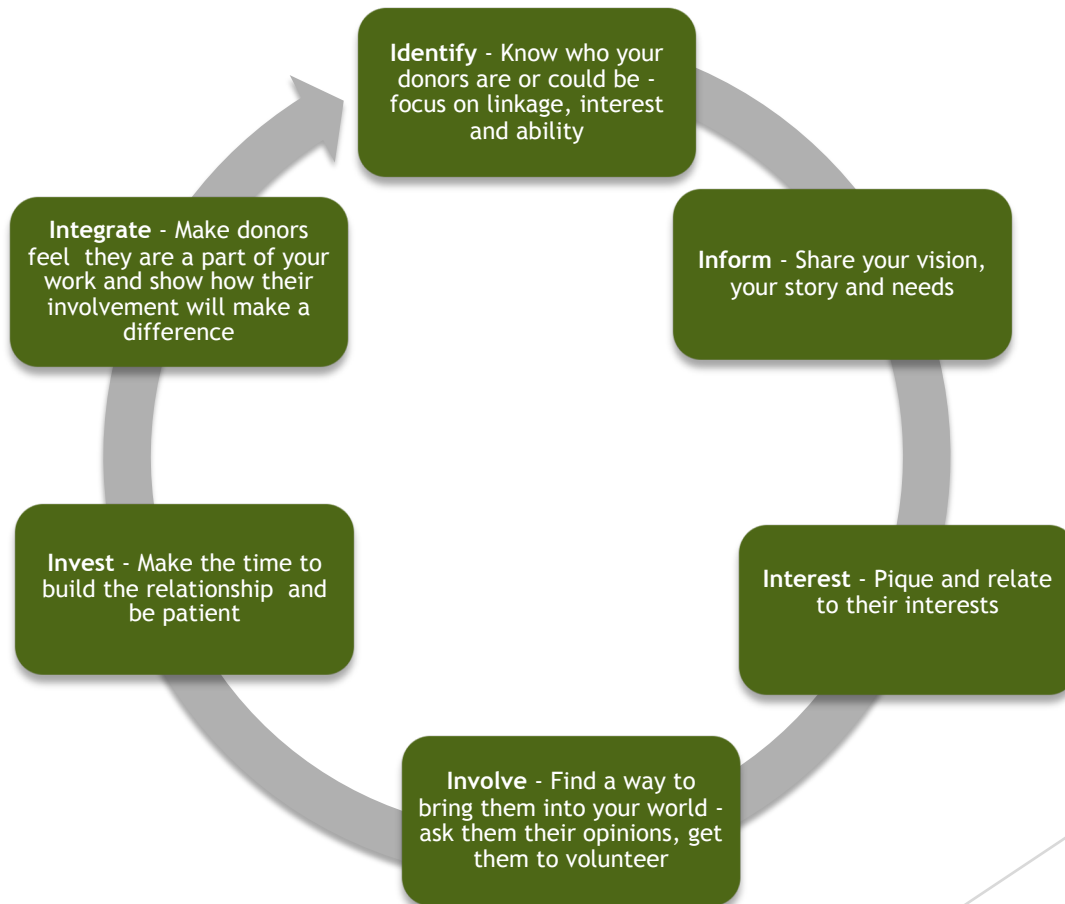 Identify - Know who your
donors are or could be -
focus on linkage, interest
and ability
Inform - Share your vision,
your story and needs
Interest - Pique and relate
to their interests
Involve - Find a way to
bring them into your world -
ask them their opinions, get
them to volunteer
Invest - Make the time to
build the relationship  and
be patient
Integrate - Make donors
feel  they are a part of your
work and show how their
involvement will make a
difference